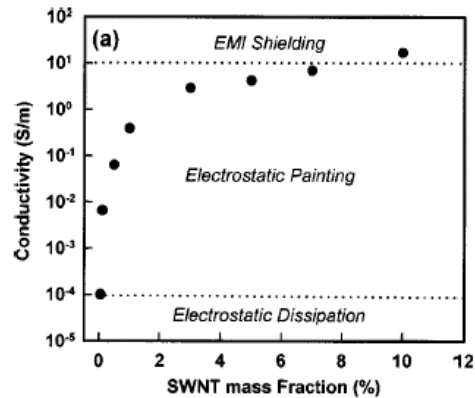 (a)
EMI Shielding
10²
10¹
10⁰
10⁻¹
10⁻²
10⁻³
10⁻⁴
10⁻⁵
Conductivity (S/m)
Electrostatic Painting
Electrostatic Dissipation
0 2 4 6 8 10 12
SWNT mass Fraction (%)